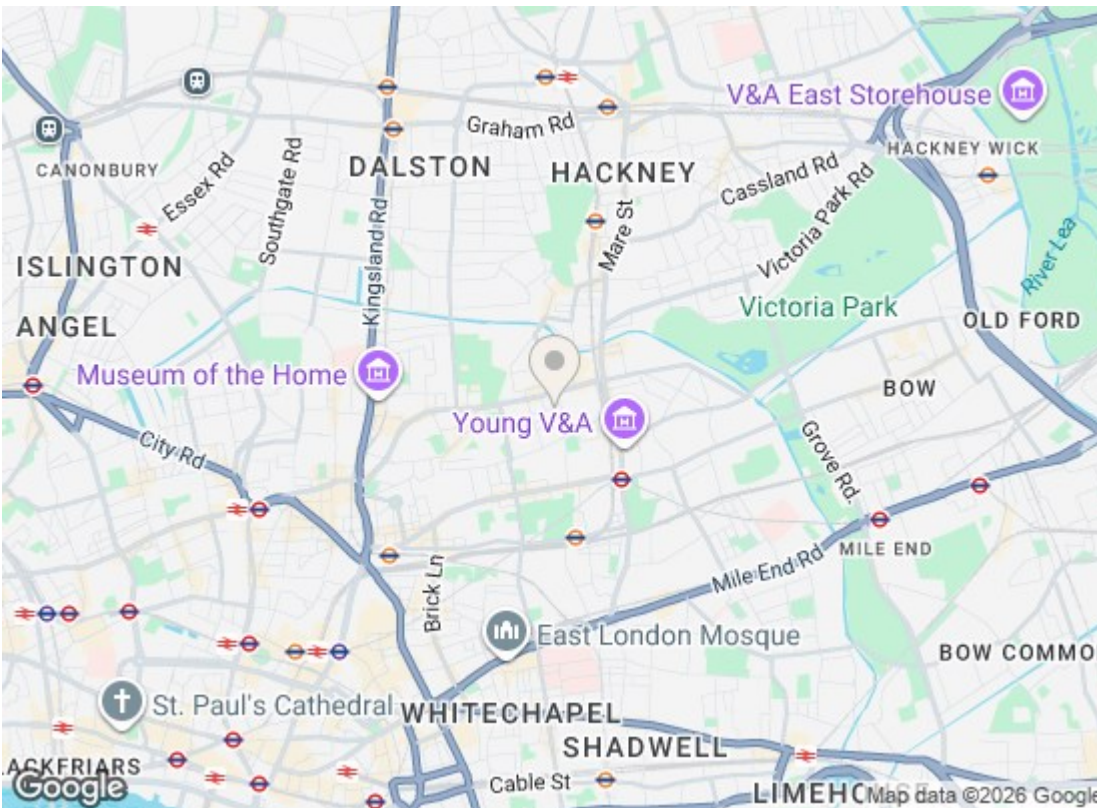 V&A East Storehouse
Graham Rd
HACKNEY WICK
CANONBURY
Essex Rd
DALSTON
HACKNEY
Cassland Rd
Southgate Rd
Kingsland Rd
Mare St
Victoria Park Rd
River Lea
ISLINGTON
Victoria Park
ANGEL
OLD FORD
Museum of the Home
BOW
Young V&A
City Rd
Grove Rd.
MILE END
Brick Ln
Mile End Rd
East London Mosque
BOW COMMO
St. Paul's Cathedral
WHITECHAPEL
SHADWELL
ACKFRIARS
Cable St
Google
LIMEHO
Map data ©2026 Google